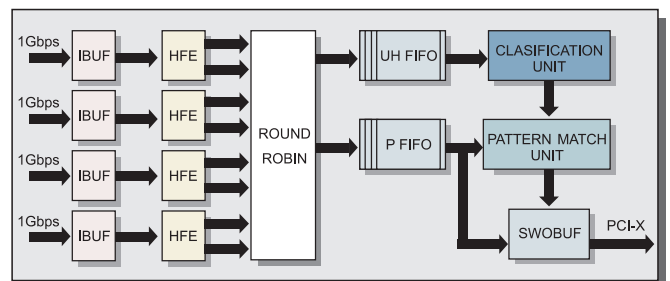 1Gbps
IBUF
HFE
1Gbps
IBUF
HFE
1Gbps
IBUF
HFE
1Gbps
IBUF
HFE
ROUND
ROBIN
UH FIFO
CLASIFICATION
UNIT
P FIFO
PATTERN MATCH
UNIT
SWOBUF
PCI-X